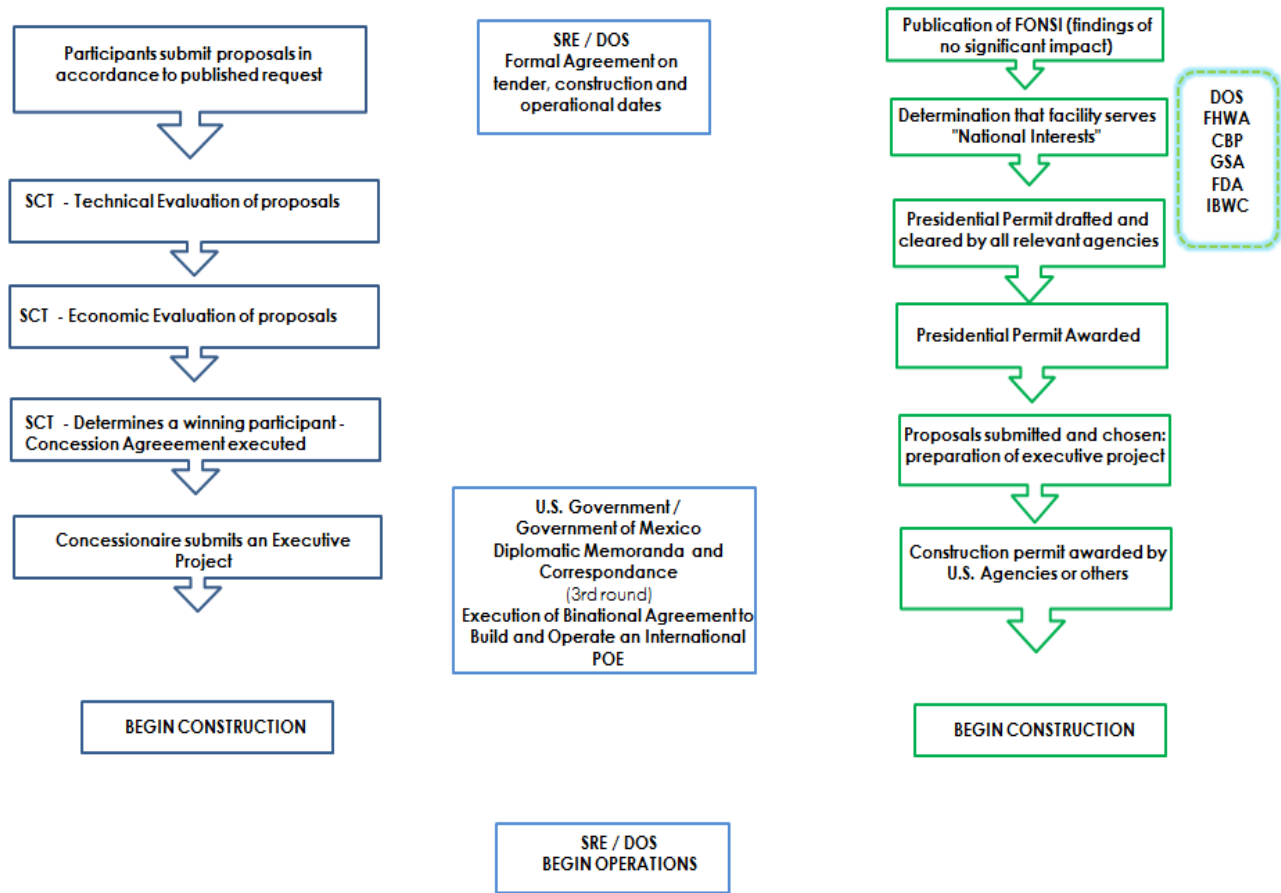 Participants submit proposals in
accordance to published request
SCT - Technical Evaluation of proposals
SCT - Economic Evaluation of proposals
SCT - Determines a winning participant -
Concession Agreeement executed
Concessionaire submits an Executive
Project
BEGIN CONSTRUCTION
SRE / DOS
Formal Agreement on
tender, construction and
operational dates
U.S. Government /
Government of Mexico
Diplomatic Memoranda and
Correspondance
(3rd round)
Execution of Binational Agreement to
Build and Operate an International
POE
SRE / DOS
BEGIN OPERATIONS
Publication of FONSI (findings of
no significant impact)
Determination that facility serves
"National Interests"
Presidential Permit drafted and
cleared by all relevant agencies
Presidential Permit Awarded
Proposals submitted and chosen:
preparation of executive project
Construction permit awarded by
U.S. Agencies or others
BEGIN CONSTRUCTION
DOS
FHWA
CBP
GSA
FDA
IBWC